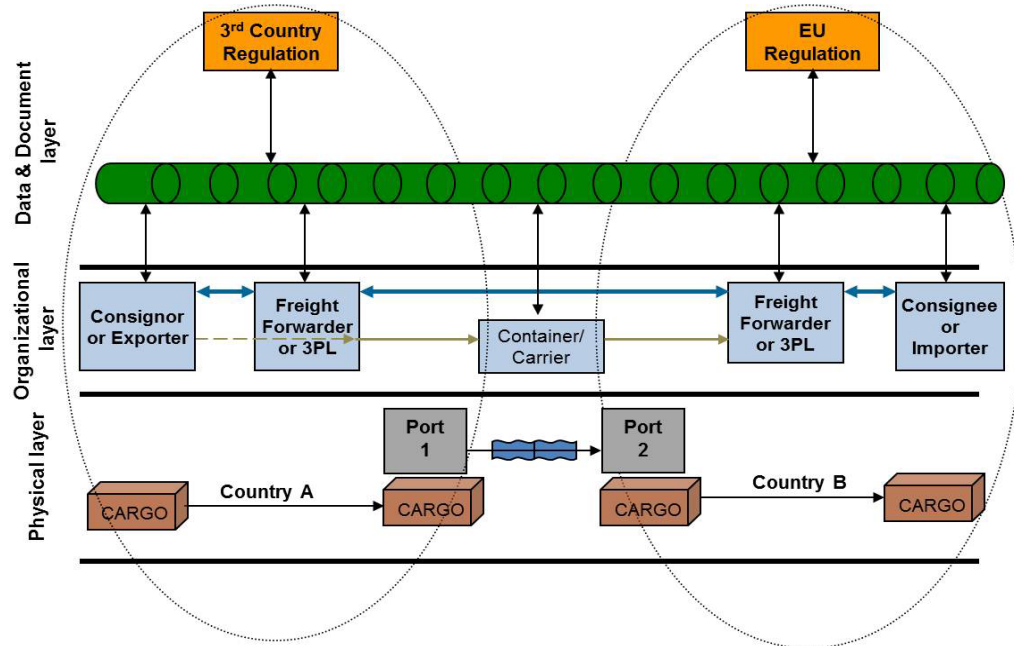 3rd Country
Regulation
EU
Regulation
Data & Document
layer
Organizational
layer
Consignor
or Exporter
Freight
Forwarder
or 3PL
Container/
Carrier
Freight
Forwarder
or 3PL
Consignee
or
Importer
Physical layer
Port
1
Port
2
CARGO
Country A
CARGO
CARGO
Country B
CARGO